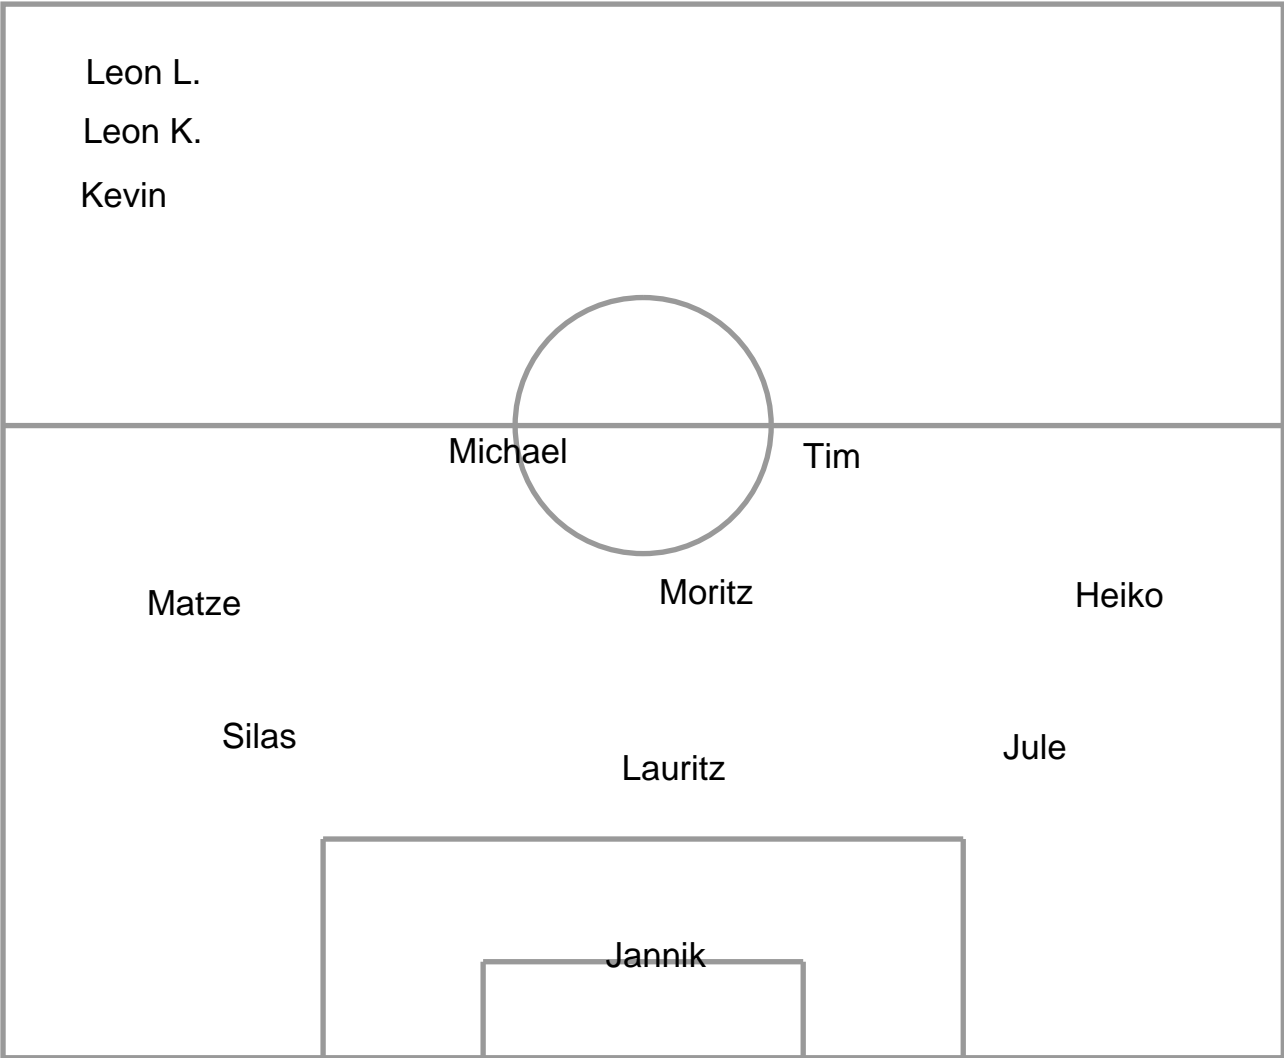 Leon L.
Leon K.
Kevin
Michael
Tim
Matze
Moritz
Heiko
Silas
Lauritz
Jule
Jannik